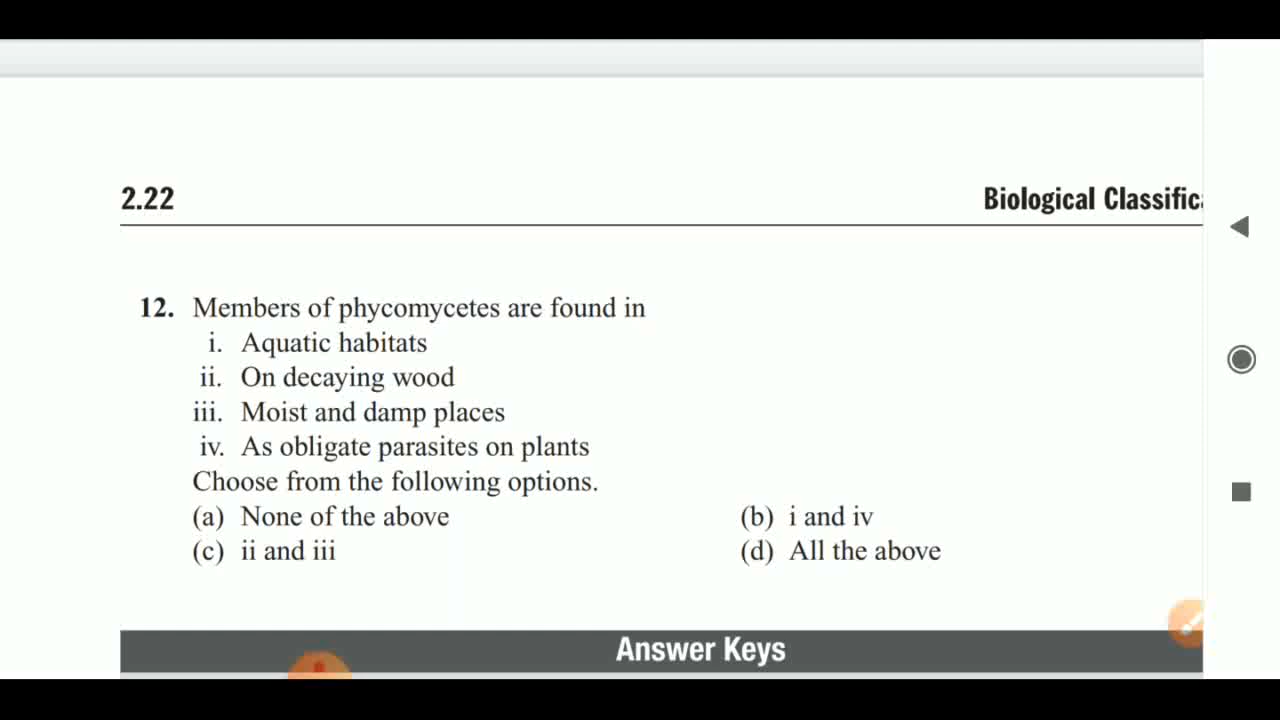 2.22 Biological Classific
12. Members of phycomycetes are found in
i. Aquatic habitats
ii. On decaying wood
iii. Moist and damp places
iv. As obligate parasites on plants
Choose from the following options.
(a) None of the above (b) i and iv
(c) ii and iii (d) All the above
Answer Keys